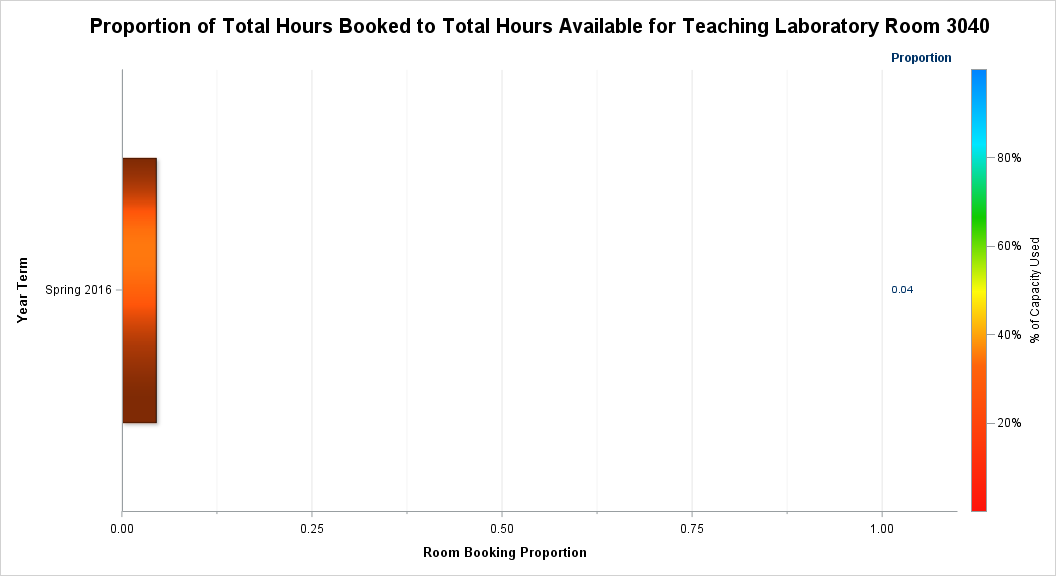 Proportion of Total Hours Booked to Total Hours Available for Teaching Laboratory Room 3040
Proportion
80%
60%
40%
20%
% of Capacity Used
Year Term
Spring 2016
0.04
0.00 0.25 0.50 0.75 1.00
Room Booking Proportion